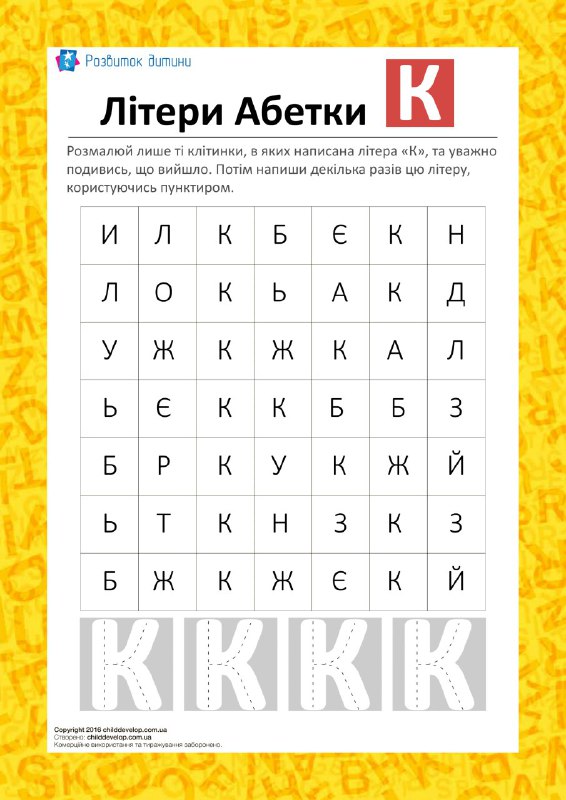 Розвиток дитини
Літери Абетки К
Розмалюй лише ті клітинки, в яких написана літера «К», та уважно
подивись, що вийшло. Потім напиши декілька разів цю літеру,
користуючись пунктиром.
И Л К Б Є К Н
Л О К Ь А К Д
У Ж К Ж К А Л
Ь Є К К Б Б З
Б Р К У К Ж Й
Ь Т К Н З К З
Б Ж К Ж Є К Й
К К К К
Copyright 2016 childdevelop.com.ua
Створено: childdevelop.com.ua
Комерційне використання та тиражування заборонено.